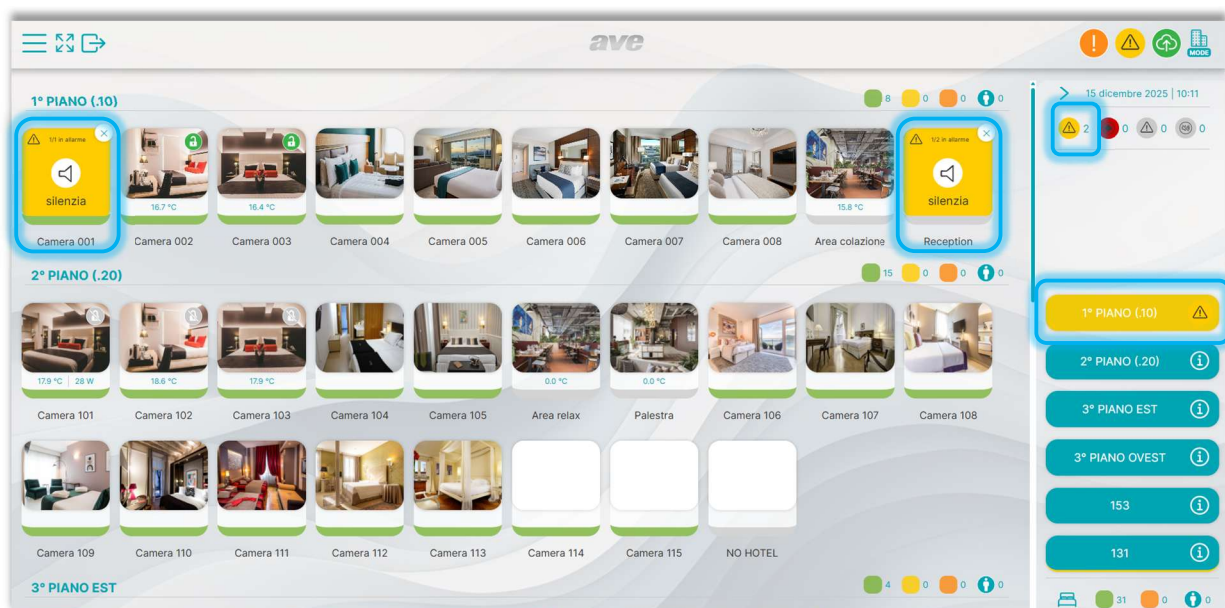 ave
MODE
1° PIANO (.10)
8 0 0 0
1/1 in allarme
silenzia
16.7 °C
16.4 °C
15.8 °C
1/2 in allarme
silenzia
Camera 001
Camera 002
Camera 003
Camera 004
Camera 005
Camera 006
Camera 007
Camera 008
Area colazione
Reception
2° PIANO (.20)
15 0 0 0
17.9 °C | 28 W
18.6 °C
17.9 °C
0.0 °C
0.0 °C
Camera 101
Camera 102
Camera 103
Camera 104
Camera 105
Area relax
Palestra
Camera 106
Camera 107
Camera 108
Camera 109
Camera 110
Camera 111
Camera 112
Camera 113
Camera 114
Camera 115
NO HOTEL
3° PIANO EST
4 0 0 0
15 dicembre 2025 | 10:11
2 0 0 0
1° PIANO (.10)
2° PIANO (.20)
3° PIANO EST
3° PIANO OVEST
153
131
31 0 0